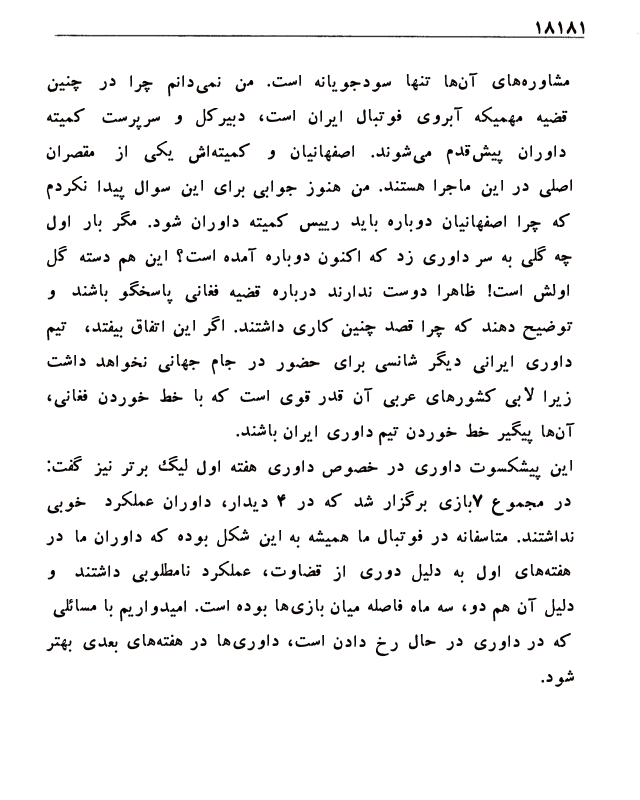 ۱۸۱۸۱
مشاوره‌های آن‌ها تنها سودجویانه است. من نمی‌دانم چرا در چنین
قضیه مهمیکه آبروی فوتبال ایران است، دبیرکل و سرپرست کمیته
داوران پیش‌قدم می‌شوند. اصفهانیان و کمیته‌اش یکی از مقصران
اصلی در این ماجرا هستند. من هنوز جوابی برای این سوال پیدا نکردم
که چرا اصفهانیان دوباره باید رییس کمیته داوران شود. مگر بار اول
چه گلی به سر داوری زد که اکنون دوباره آمده است؟ این هم دسته گل
اولش است! ظاهرا دوست ندارند درباره قضیه فغانی پاسخگو باشند و
توضیح دهند که چرا قصد چنین کاری داشتند. اگر این اتفاق بیفتد، تیم
داوری ایرانی دیگر شانسی برای حضور در جام جهانی نخواهد داشت
زیرا لابی کشورهای عربی آن قدر قوی است که با خط خوردن فغانی،
آن‌ها پیگیر خط خوردن تیم داوری ایران باشند.
این پیشکسوت داوری در خصوص داوری هفته اول لیگ برتر نیز گفت:
در مجموع ۷بازی برگزار شد که در ۴ دیدار، داوران عملکرد خوبی
نداشتند. متاسفانه در فوتبال ما همیشه به این شکل بوده که داوران ما در
هفته‌های اول به دلیل دوری از قضاوت، عملکرد نامطلوبی داشتند و
دلیل آن هم دو، سه ماه فاصله میان بازی‌ها بوده است. امیدواریم با مسائلی
که در داوری در حال رخ دادن است، داوری‌ها در هفته‌های بعدی بهتر
شود.